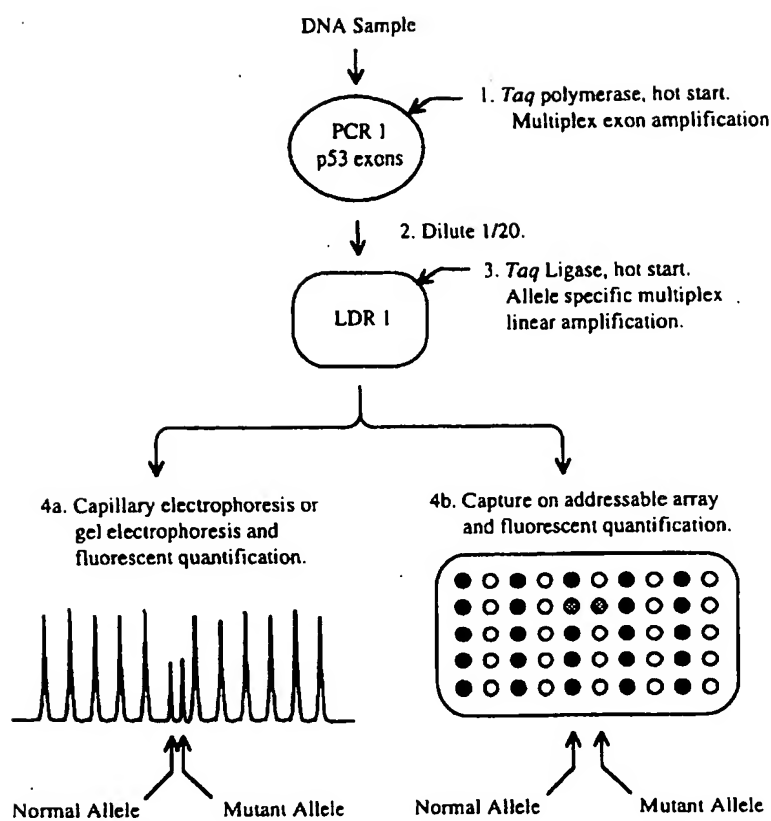 DNA Sample
1. Taq polymerase, hot start.
Multiplex exon amplification
PCR 1
p53 exons
2. Dilute 1/20.
3. Taq Ligase, hot start.
Allele specific multiplex
linear amplification.
LDR 1
4a. Capillary electrophoresis or
gel electrophoresis and
fluorescent quantification.
4b. Capture on addressable array
and fluorescent quantification.
Normal Allele
Mutant Allele
Normal Allele
Mutant Allele